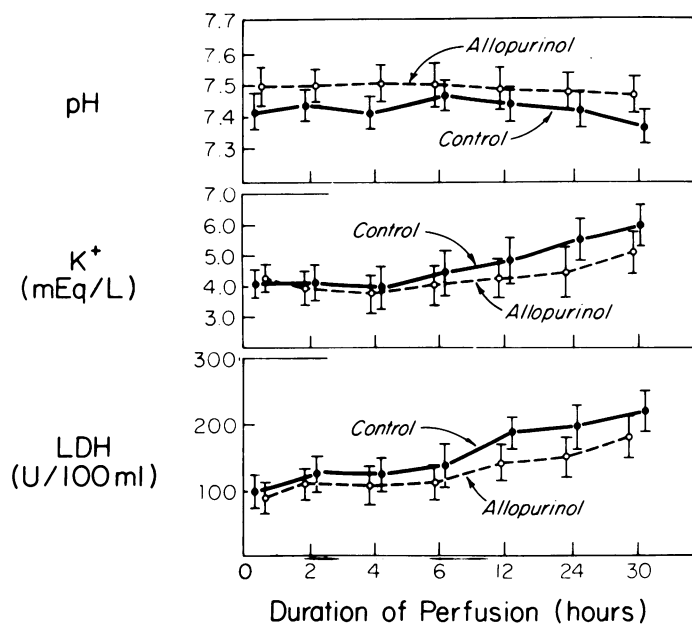 7.7
7.6
7.5
7.4
7.3
pH
Allopurinol
Control
7.0
6.0
5.0
4.0
3.0
K+
(mEq/L)
Control
Allopurinol
300
200
100
LDH
(U/100ml)
Control
Allopurinol
0 2 4 6 12 24 30
Duration of Perfusion (hours)